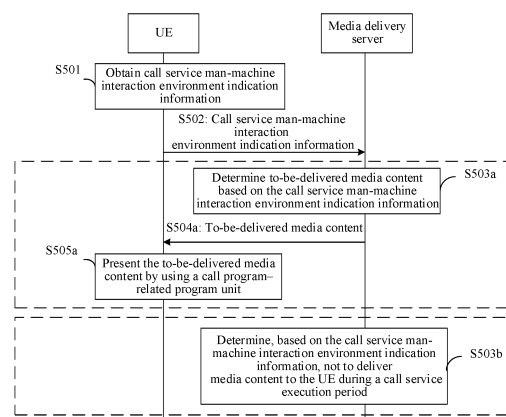 UE
Media delivery
server
S501
Obtain call service man-machine
interaction environment indication
information
S502: Call service man-machine
interaction
environment indication information
Determine to-be-delivered media content
based on the call service man-machine
interaction environment indication information
S503a
S504a: To-be-delivered media content
S505a
Present the to-be-delivered media
content by using a call program–
related program unit
Determine, based on the call service man-
machine interaction environment indication
information, not to deliver
media content to the UE during a call service
execution period
S503b